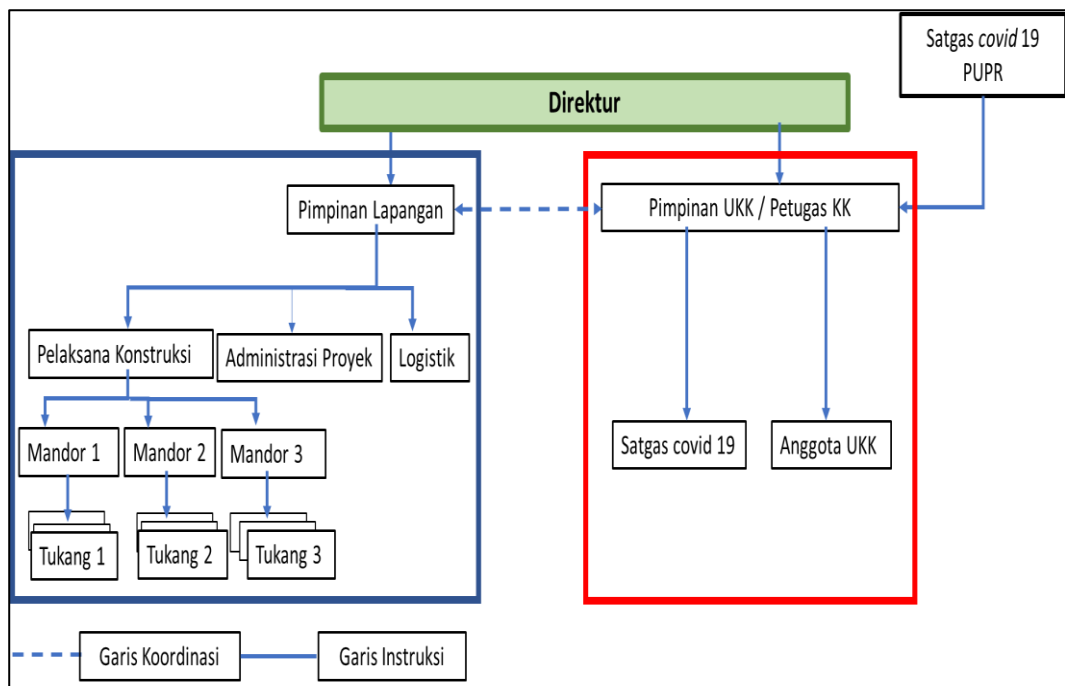 Satgas covid 19
PUPR
Direktur
Pimpinan Lapangan
Pimpinan UKK / Petugas KK
Pelaksana Konstruksi
Administrasi Proyek
Logistik
Mandor 1
Mandor 2
Mandor 3
Satgas covid 19
Anggota UKK
Tukang 1
Tukang 2
Tukang 3
Garis Koordinasi
Garis Instruksi